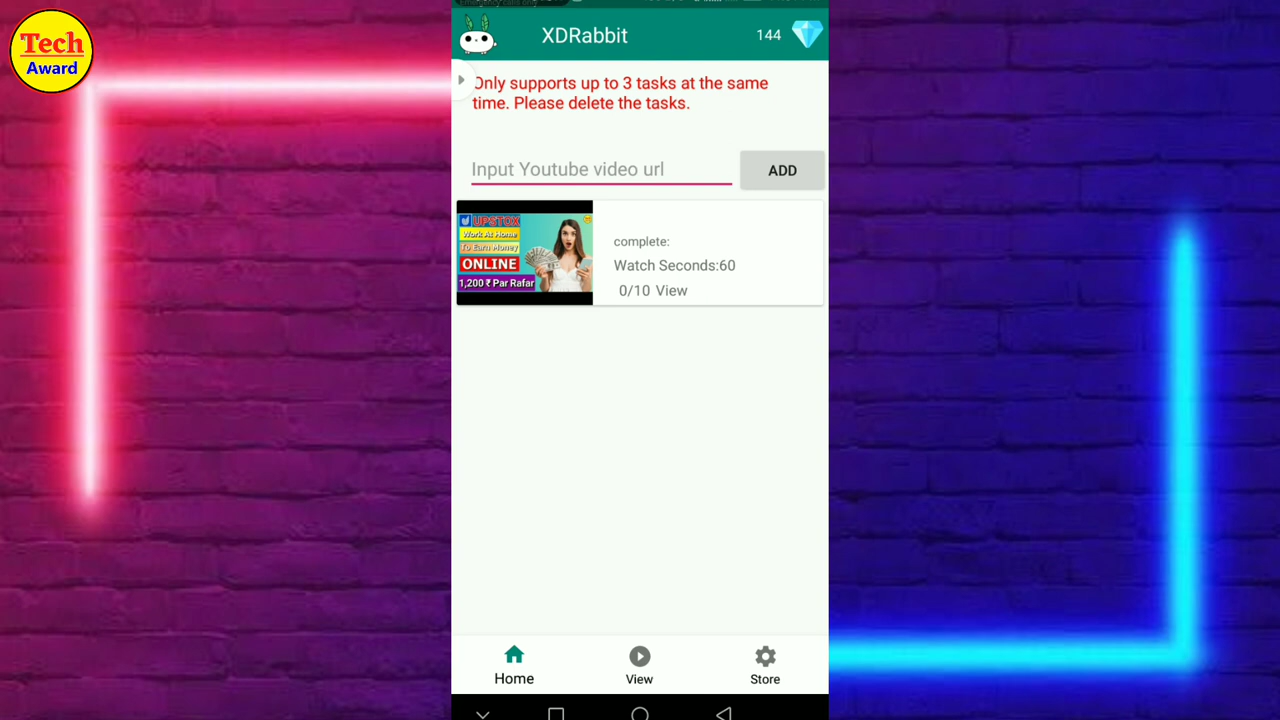 Tech
Award
XDRabbit
144
Only supports up to 3 tasks at the same
time. Please delete the tasks.
Input Youtube video url
ADD
UPSTOX
Work At Home
To Earn Money
ONLINE
1,200 ₹ Par Rafar
complete:
Watch Seconds:60
0/10 View
Home
View
Store